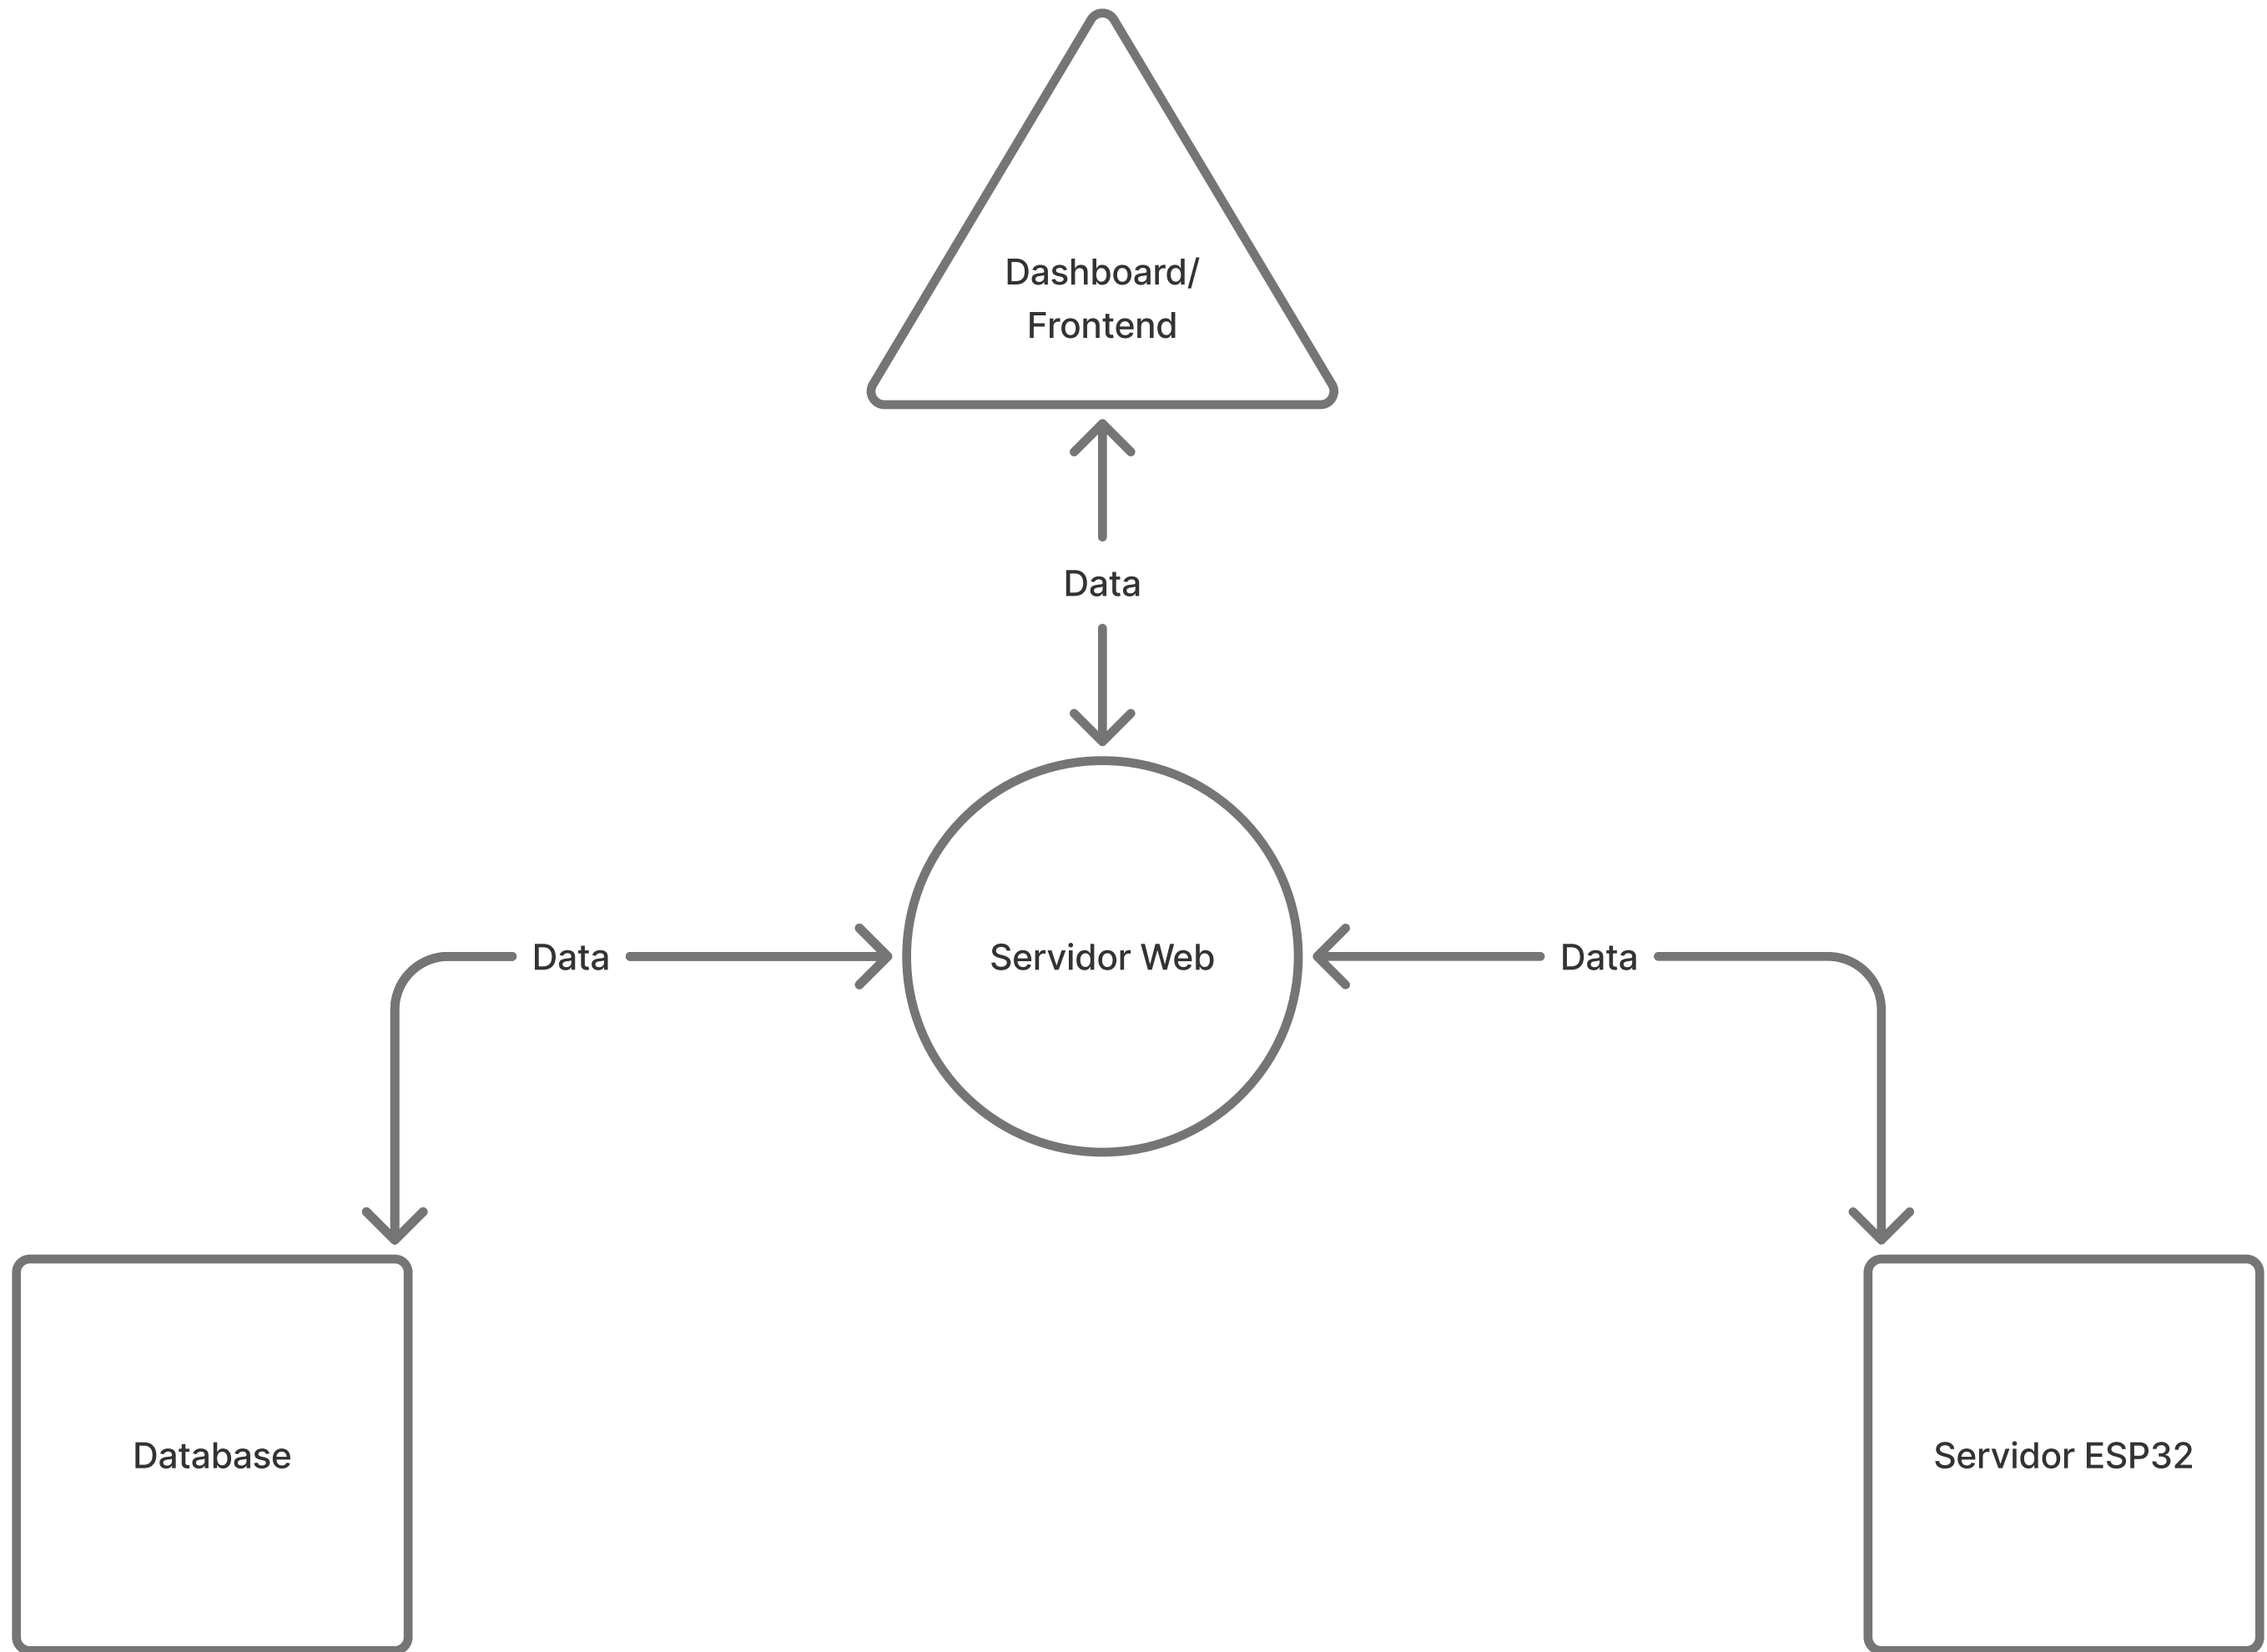 Dashboard/
Frontend
Data
Data
Servidor Web
Data
Database
Servidor ESP32